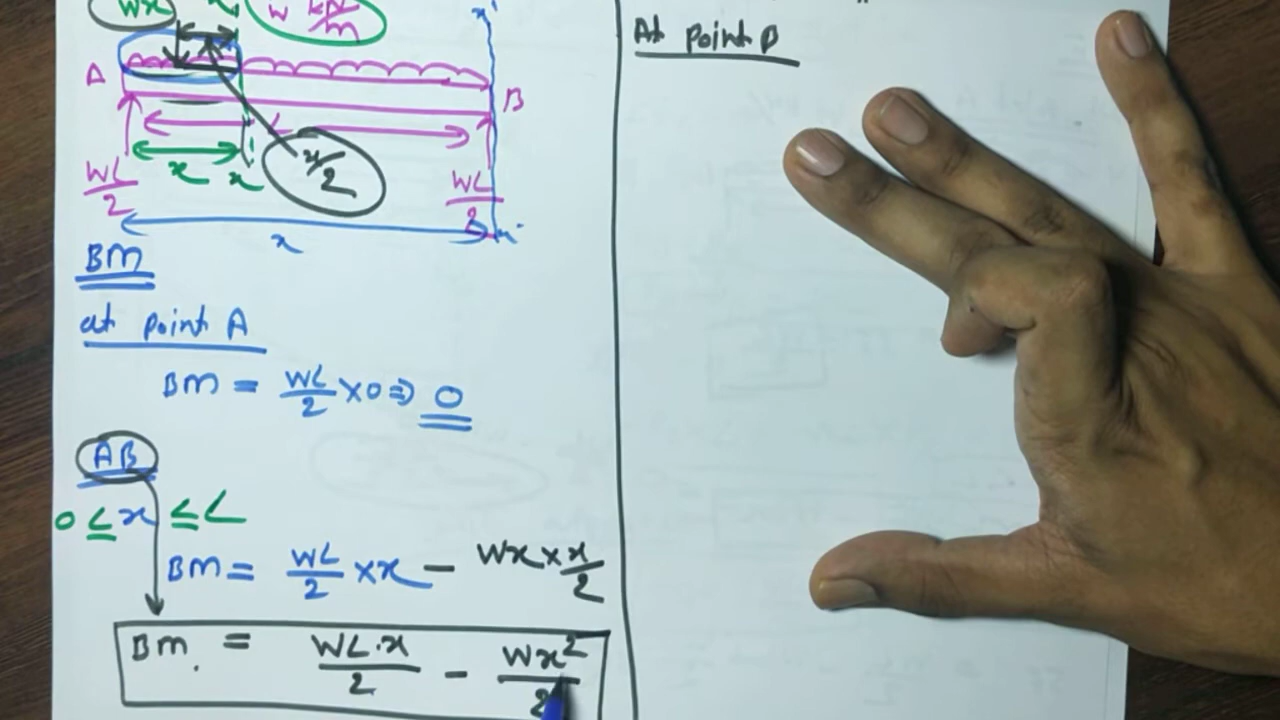 wx x w kN/m x
A B
x/2
WL/2 x x WL/2
x
BM
at point A
BM = WL/2 × 0 ⇒ 0
AB
0 ≤ x ≤ L
BM = WL/2 × x − Wx × x/2
BM. = WL.x/2 − Wx²/2
At point B